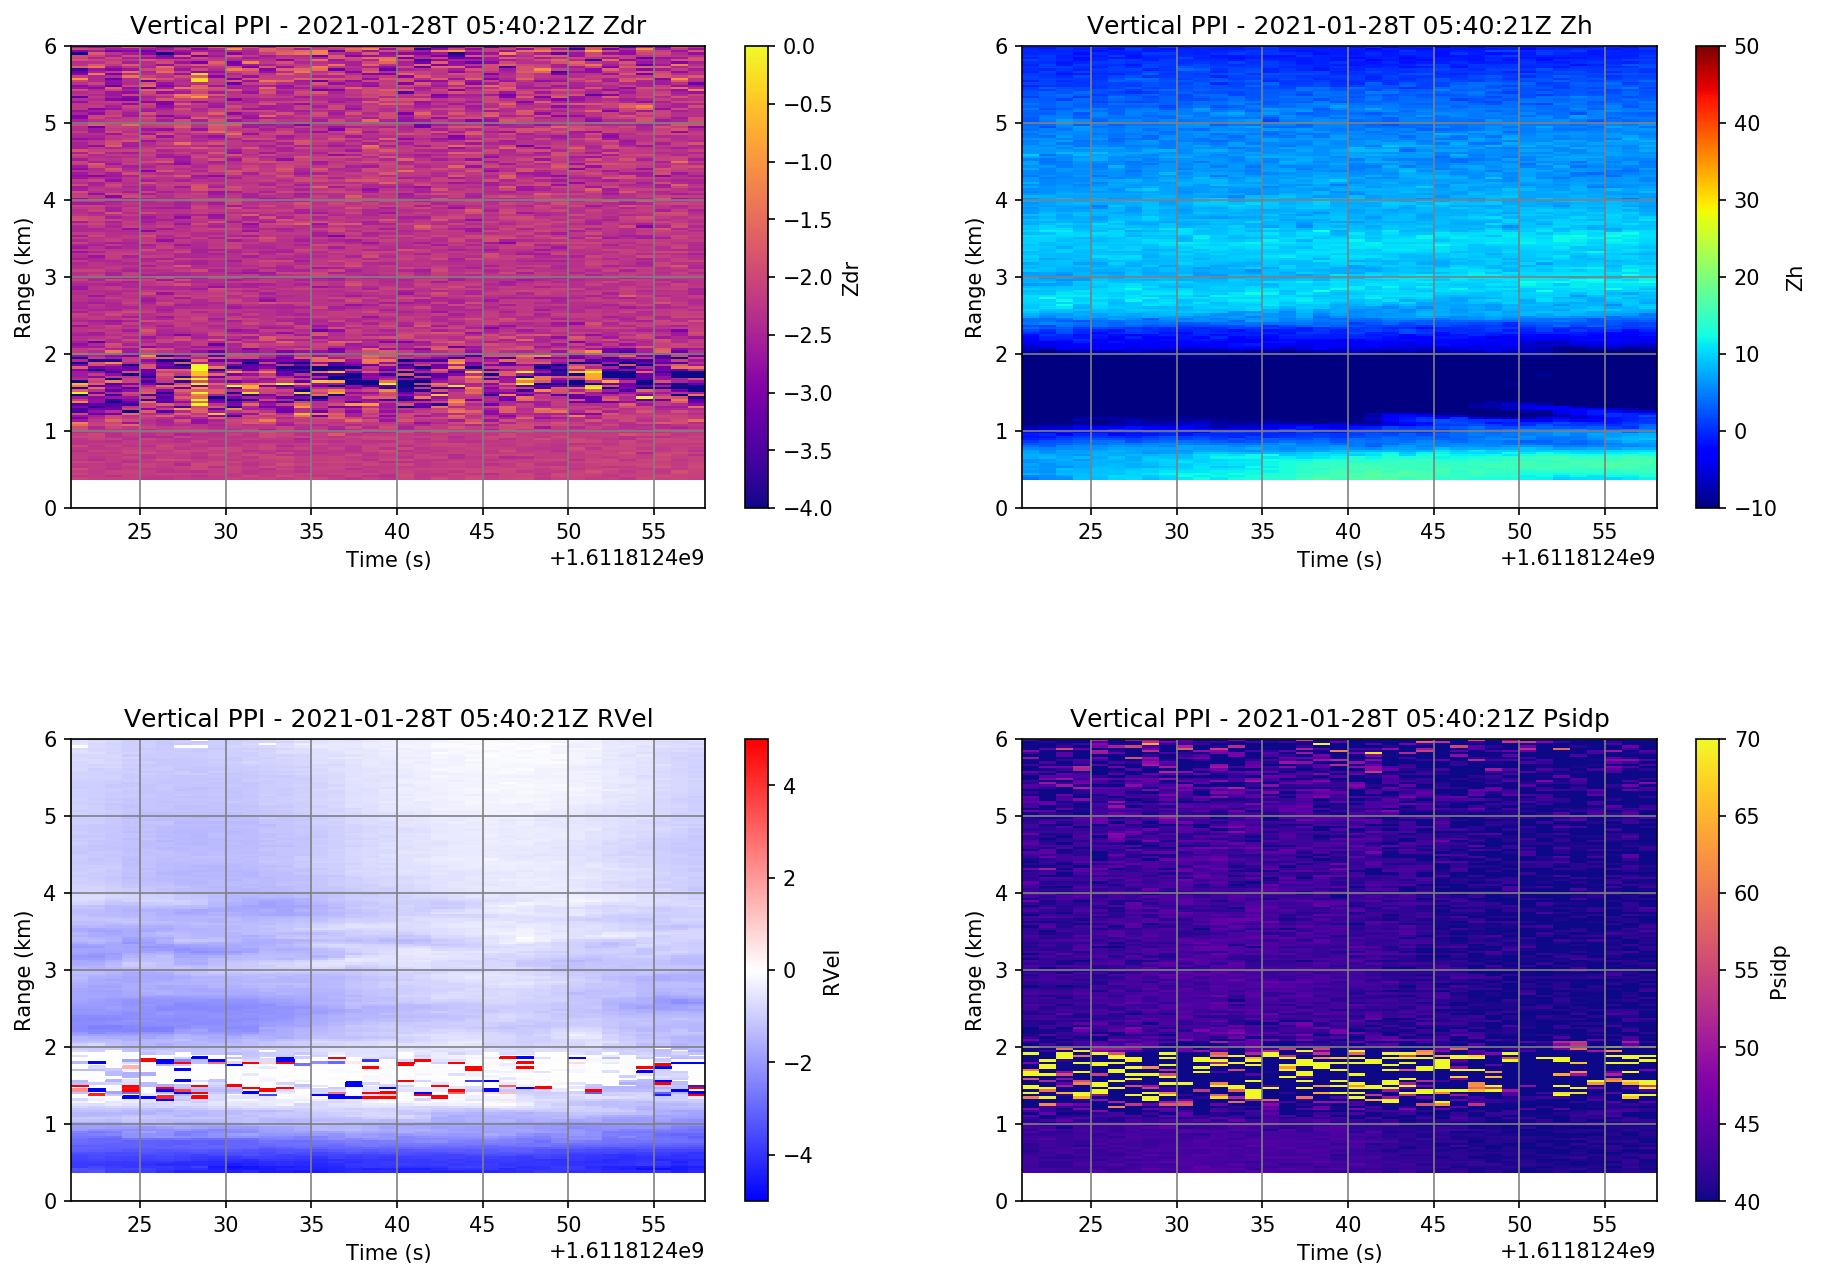 Vertical PPI - 2021-01-28T 05:40:21Z Zdr
6
5
4
3
2
1
0
Range (km)
25 30 35 40 45 50 55
Time (s)
+1.6118124e9
0.0
−0.5
−1.0
−1.5
−2.0
−2.5
−3.0
−3.5
−4.0
Zdr
Vertical PPI - 2021-01-28T 05:40:21Z Zh
6
5
4
3
2
1
0
Range (km)
25 30 35 40 45 50 55
Time (s)
+1.6118124e9
50
40
30
20
10
0
−10
Zh
Vertical PPI - 2021-01-28T 05:40:21Z RVel
6
5
4
3
2
1
0
Range (km)
25 30 35 40 45 50 55
Time (s)
+1.6118124e9
4
2
0
−2
−4
RVel
Vertical PPI - 2021-01-28T 05:40:21Z Psidp
6
5
4
3
2
1
0
Range (km)
25 30 35 40 45 50 55
Time (s)
+1.6118124e9
70
65
60
55
50
45
40
Psidp